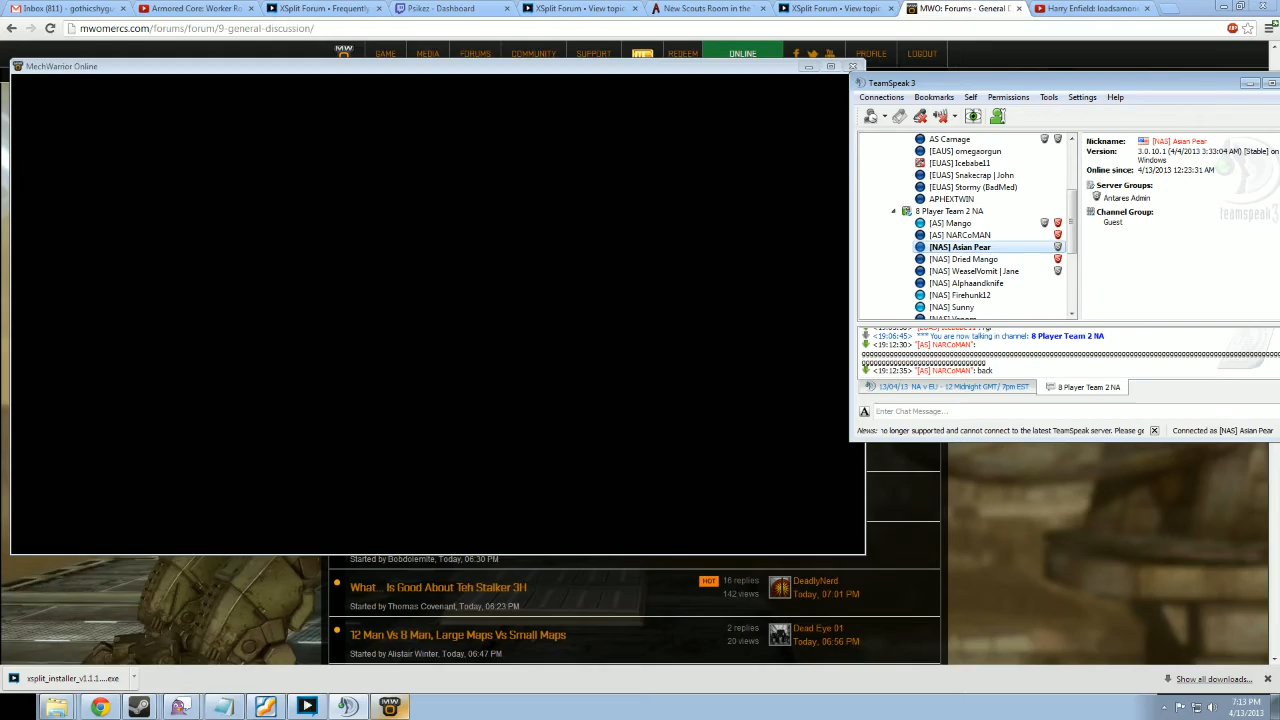 Inbox (811) - gothicshygu
Armored Core: Worker Ro
XSplit Forum • Frequently
Psikez - Dashboard
XSplit Forum • View topic
New Scouts Room in the
XSplit Forum • View topic
MWO: Forums - General D
Harry Enfield: loadsamone
mwomercs.com/forums/forum/9-general-discussion/
GAME
MEDIA
FORUMS
COMMUNITY
SUPPORT
REDEEM
ONLINE
PROFILE
LOGOUT
MechWarrior Online
TeamSpeak 3
Connections Bookmarks Self Permissions Tools Settings Help
AS Carnage
[EAUS] omegaorgun
[EUAS] Icebabe11
[EUAS] Snakecrap | John
[EUAS] Stormy (BadMed)
APHEXTWIN
8 Player Team 2 NA
[AS] Mango
[AS] NARCoMAN
[NAS] Asian Pear
[NAS] Dried Mango
[NAS] WeaselVomit | Jane
[NAS] Alphaandknife
[NAS] Firehunk12
[NAS] Sunny
[NAS] Venom
Nickname: [NAS] Asian Pear
Version: 3.0.10.1 (4/4/2013 3:33:04 AM) [Stable] on
Windows
Online since: 4/13/2013 12:23:31 AM
Server Groups:
Antares Admin
Channel Group:
Guest
teamspeak3
<19:06:45> *** You are now talking in channel: 8 Player Team 2 NA
<19:12:30> "[AS] NARCoMAN":
<19:12:35> "[AS] NARCoMAN": back
13/04/13 NA v EU - 12 Midnight GMT/ 7pm EST
8 Player Team 2 NA
Enter Chat Message...
News: no longer supported and cannot connect to the latest TeamSpeak server. Please ge
Connected as [NAS] Asian Pear
Started by Bobdolemite, Today, 06:30 PM
What... Is Good About Teh Stalker 3H
HOT 16 replies
142 views
DeadlyNerd
Today, 07:01 PM
Started by Thomas Covenant, Today, 06:23 PM
12 Man Vs 8 Man, Large Maps Vs Small Maps
2 replies
20 views
Dead Eye 01
Today, 06:56 PM
Started by Alistair Winter, Today, 06:47 PM
xsplit_installer_v1.1.1....exe
Show all downloads...
7:13 PM
4/13/2013